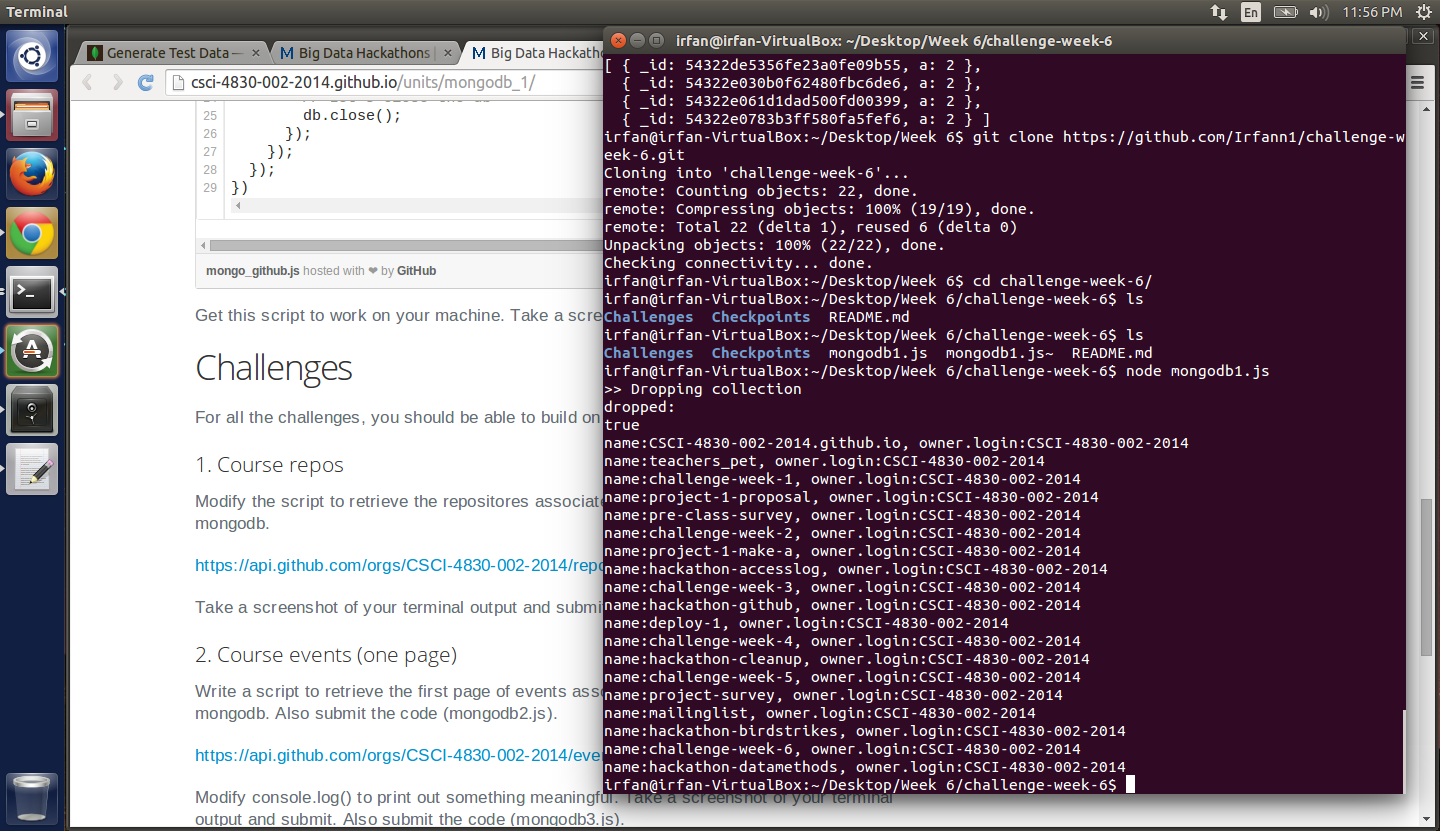 Terminal
En
11:56 PM
Generate Test Data —
Big Data Hackathons |
Big Data Hackath
csci-4830-002-2014.github.io/units/mongodb_1/
25 db.close();
26 });
27 });
28 });
29 })
mongo_github.js hosted with ❤ by GitHub
Get this script to work on your machine. Take a scre
Challenges
For all the challenges, you should be able to build on
1. Course repos
Modify the script to retrieve the repositores associate
mongodb.
https://api.github.com/orgs/CSCI-4830-002-2014/repo
Take a screenshot of your terminal output and submi
2. Course events (one page)
Write a script to retrieve the first page of events asso
mongodb. Also submit the code (mongodb2.js).
https://api.github.com/orgs/CSCI-4830-002-2014/eve
Modify console.log() to print out something meaningful. Take a screenshot of your terminal
output and submit. Also submit the code (mongodb3.js).
irfan@irfan-VirtualBox: ~/Desktop/Week 6/challenge-week-6
[ { _id: 54322de5356fe23a0fe09b55, a: 2 },
{ _id: 54322e030b0f62480fbc6de6, a: 2 },
{ _id: 54322e061d1dad500fd00399, a: 2 },
{ _id: 54322e0783b3ff580fa5fef6, a: 2 } ]
irfan@irfan-VirtualBox:~/Desktop/Week 6$ git clone https://github.com/Irfann1/challenge-w
eek-6.git
Cloning into 'challenge-week-6'...
remote: Counting objects: 22, done.
remote: Compressing objects: 100% (19/19), done.
remote: Total 22 (delta 1), reused 6 (delta 0)
Unpacking objects: 100% (22/22), done.
Checking connectivity... done.
irfan@irfan-VirtualBox:~/Desktop/Week 6$ cd challenge-week-6/
irfan@irfan-VirtualBox:~/Desktop/Week 6/challenge-week-6$ ls
Challenges Checkpoints README.md
irfan@irfan-VirtualBox:~/Desktop/Week 6/challenge-week-6$ ls
Challenges Checkpoints mongodb1.js mongodb1.js~ README.md
irfan@irfan-VirtualBox:~/Desktop/Week 6/challenge-week-6$ node mongodb1.js
>> Dropping collection
dropped:
true
name:CSCI-4830-002-2014.github.io, owner.login:CSCI-4830-002-2014
name:teachers_pet, owner.login:CSCI-4830-002-2014
name:challenge-week-1, owner.login:CSCI-4830-002-2014
name:project-1-proposal, owner.login:CSCI-4830-002-2014
name:pre-class-survey, owner.login:CSCI-4830-002-2014
name:challenge-week-2, owner.login:CSCI-4830-002-2014
name:project-1-make-a, owner.login:CSCI-4830-002-2014
name:hackathon-accesslog, owner.login:CSCI-4830-002-2014
name:challenge-week-3, owner.login:CSCI-4830-002-2014
name:hackathon-github, owner.login:CSCI-4830-002-2014
name:deploy-1, owner.login:CSCI-4830-002-2014
name:challenge-week-4, owner.login:CSCI-4830-002-2014
name:hackathon-cleanup, owner.login:CSCI-4830-002-2014
name:challenge-week-5, owner.login:CSCI-4830-002-2014
name:project-survey, owner.login:CSCI-4830-002-2014
name:mailinglist, owner.login:CSCI-4830-002-2014
name:hackathon-birdstrikes, owner.login:CSCI-4830-002-2014
name:challenge-week-6, owner.login:CSCI-4830-002-2014
name:hackathon-datamethods, owner.login:CSCI-4830-002-2014
irfan@irfan-VirtualBox:~/Desktop/Week 6/challenge-week-6$